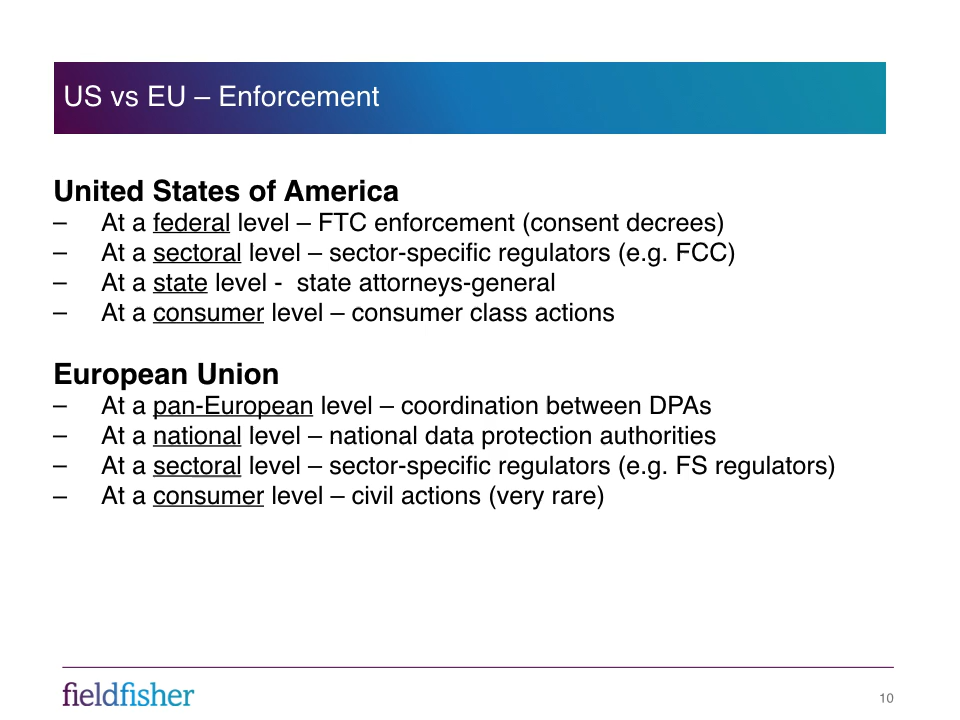 US vs EU – Enforcement
United States of America
– At a federal level – FTC enforcement (consent decrees)
– At a sectoral level – sector-specific regulators (e.g. FCC)
– At a state level -  state attorneys-general
– At a consumer level – consumer class actions
European Union
– At a pan-European level – coordination between DPAs
– At a national level – national data protection authorities
– At a sectoral level – sector-specific regulators (e.g. FS regulators)
– At a consumer level – civil actions (very rare)
fieldfisher
10